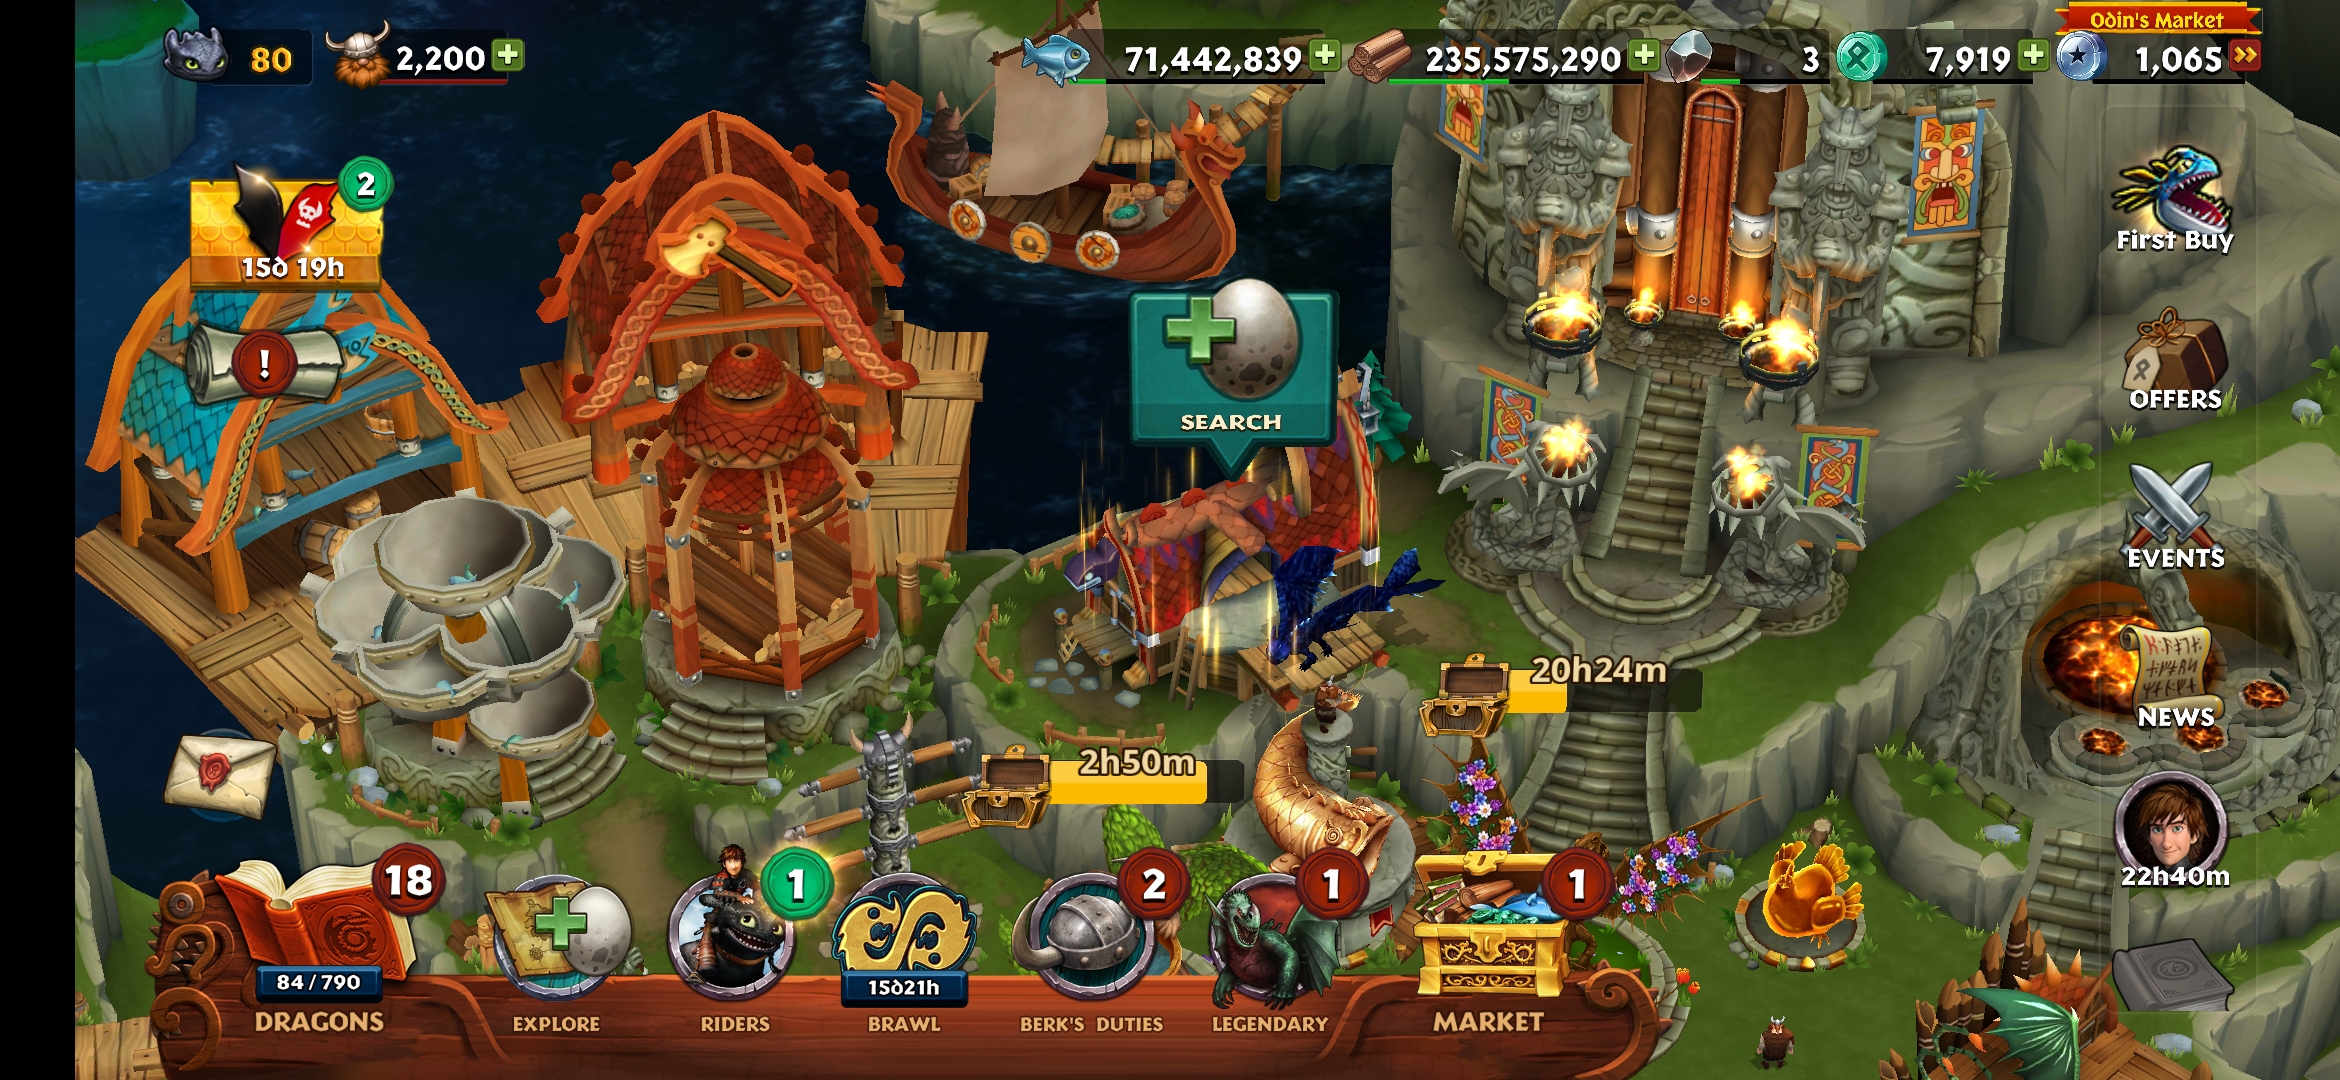 Odin's Market
80
2,200
71,442,839
235,575,290
3
7,919
1,065
2
15d 19h
!
First Buy
OFFERS
SEARCH
EVENTS
20h24m
NEWS
2h50m
22h40m
18
1
2
1
1
84 / 790
15d21h
DRAGONS
EXPLORE
RIDERS
BRAWL
BERK'S DUTIES
LEGENDARY
MARKET